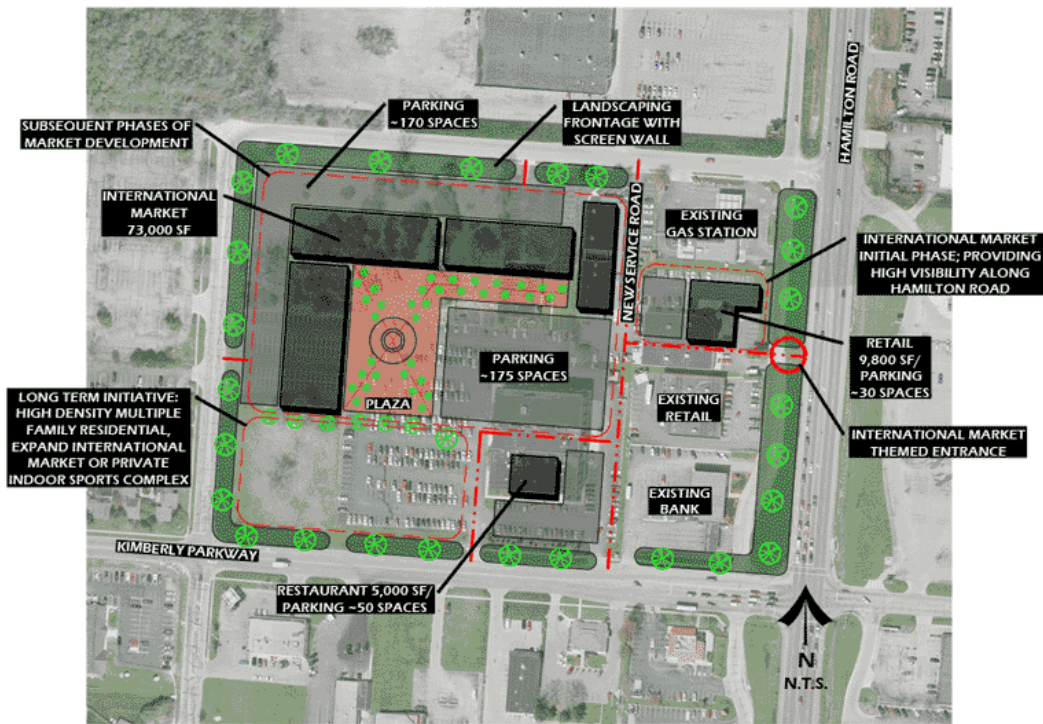 PARKING
~170 SPACES
LANDSCAPING
FRONTAGE WITH
SCREEN WALL
HAMILTON ROAD
SUBSEQUENT PHASES OF
MARKET DEVELOPMENT
INTERNATIONAL
MARKET
73,000 SF
NEW SERVICE ROAD
EXISTING
GAS STATION
INTERNATIONAL MARKET
INITIAL PHASE; PROVIDING
HIGH VISIBILITY ALONG
HAMILTON ROAD
PARKING
~175 SPACES
RETAIL
9,800 SF/
PARKING
~30 SPACES
PLAZA
EXISTING
RETAIL
LONG TERM INITIATIVE:
HIGH DENSITY MULTIPLE
FAMILY RESIDENTIAL,
EXPAND INTERNATIONAL
MARKET OR PRIVATE
INDOOR SPORTS COMPLEX
INTERNATIONAL MARKET
THEMED ENTRANCE
EXISTING
BANK
KIMBERLY PARKWAY
RESTAURANT 5,000 SF/
PARKING ~50 SPACES
N
N.T.S.